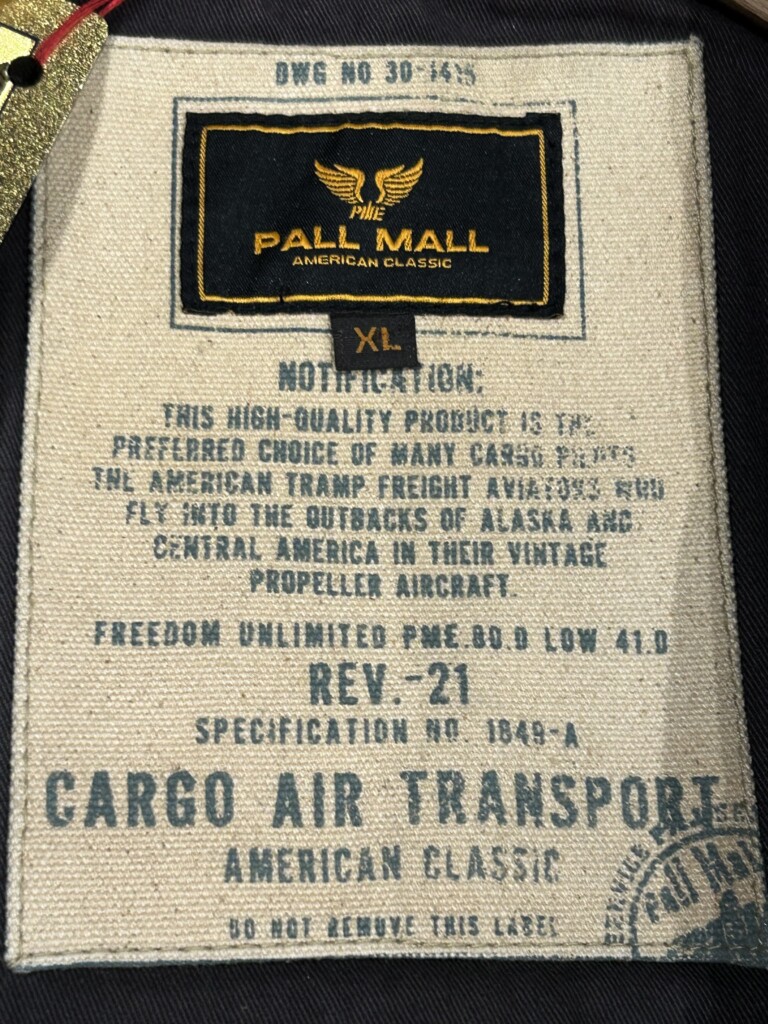 DWG NO 30-1415
PME
PALL MALL
AMERICAN CLASSIC
XL
NOTIFICATION:
THIS HIGH-QUALITY PRODUCT IS THE
PREFERRED CHOICE OF MANY CARGO PILOTS
THE AMERICAN TRAMP FREIGHT AVIATORS WHO
FLY INTO THE OUTBACKS OF ALASKA AND
CENTRAL AMERICA IN THEIR VINTAGE
PROPELLER AIRCRAFT.
FREEDOM UNLIMITED PME.80.D LOW 41.D
REV.-21
SPECIFICATION NO. 1649-A
CARGO AIR TRANSPORT
AMERICAN CLASSIC
Pall Mall
DO NOT REMOVE THIS LABEL